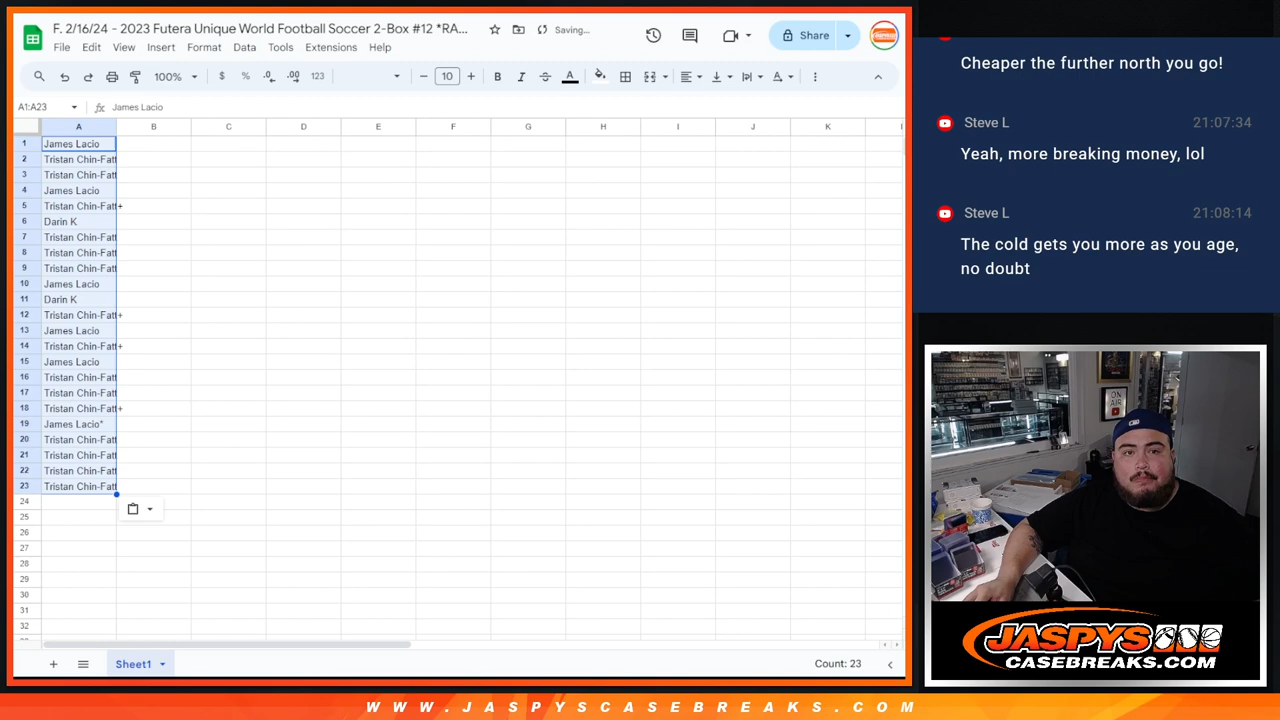 F. 2/16/24 - 2023 Futera Unique World Football Soccer 2-Box #12 *RA...
Saving...
File Edit View Insert Format Data Tools Extensions Help
Share
100% $ % .0 .00 123 10 B I A
A1:A23 fx James Lacio
A B C D E F G H I J K
1 James Lacio
2 Tristan Chin-Fatt
3 Tristan Chin-Fatt
4 James Lacio
5 Tristan Chin-Fatt+
6 Darin K
7 Tristan Chin-Fatt
8 Tristan Chin-Fatt
9 Tristan Chin-Fatt
10 James Lacio
11 Darin K
12 Tristan Chin-Fatt+
13 James Lacio
14 Tristan Chin-Fatt+
15 James Lacio
16 Tristan Chin-Fatt
17 Tristan Chin-Fatt
18 Tristan Chin-Fatt+
19 James Lacio*
20 Tristan Chin-Fatt
21 Tristan Chin-Fatt
22 Tristan Chin-Fatt
23 Tristan Chin-Fatt
24
25
26
27
28
29
30
31
32
Sheet1
Count: 23
Cheaper the further north you go!
Steve L 21:07:34
Yeah, more breaking money, lol
Steve L 21:08:14
The cold gets you more as you age,
no doubt
ON
AIR
JASPYS
CASEBREAKS.COM
WWW.JASPYSCASEBREAKS.COM